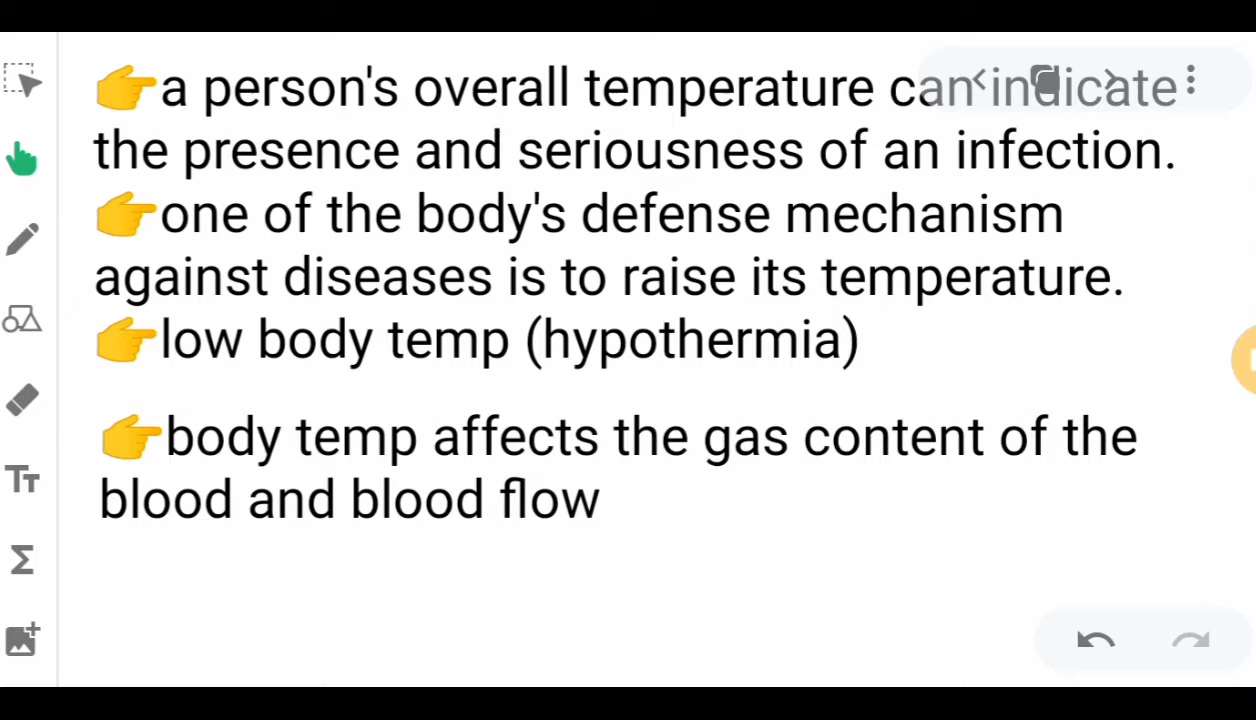 👉a person's overall temperature can indicate
the presence and seriousness of an infection.
👉one of the body's defense mechanism
against diseases is to raise its temperature.
👉low body temp (hypothermia)
👉body temp affects the gas content of the
blood and blood flow